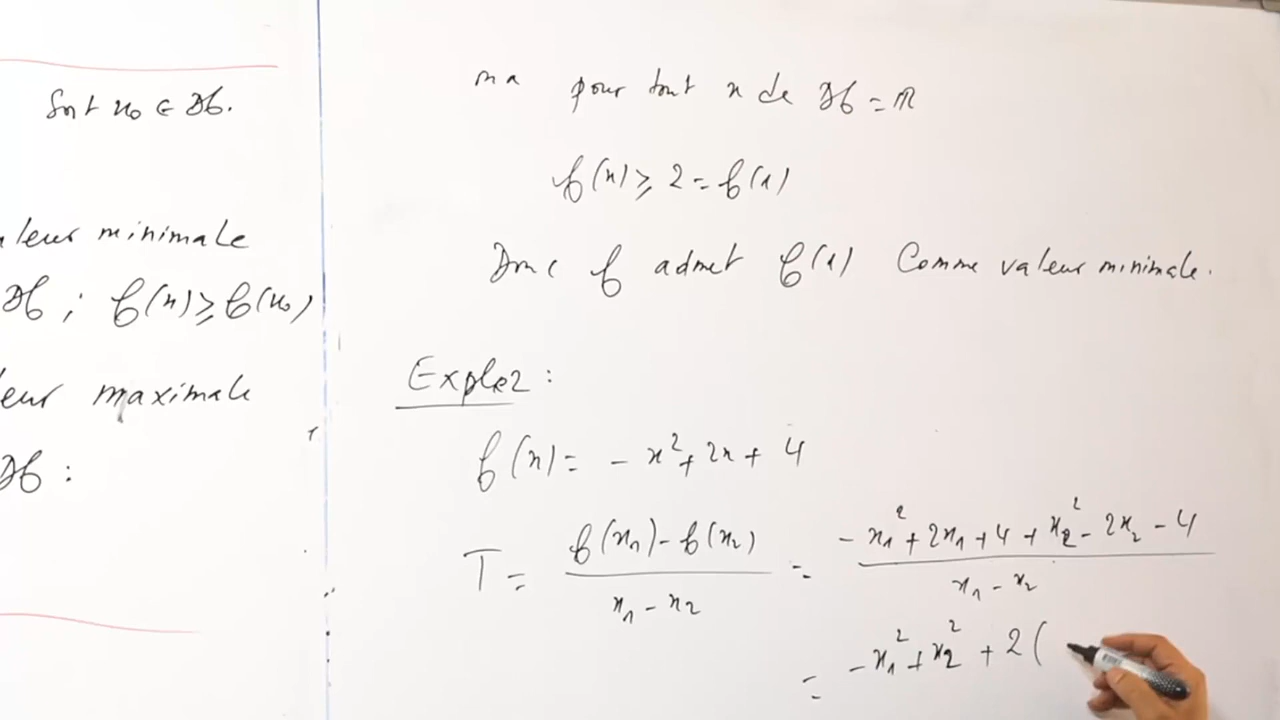 Soit x₀ ∈ Df.
valeur minimale
Df ; f(x) ≥ f(x₀)
leur maximale
Df :
ma pour tout x de Df = ℝ
f(x) ≥ 2 = f(1)
Donc f admet f(1) Comme valeur minimale.
Exple2 :
f(x) = - x² + 2x + 4
T = (f(x₁) - f(x₂)) / (x₁ - x₂) = (-x₁² + 2x₁ + 4 + x₂² - 2x₂ - 4) / (x₁ - x₂)
= -x₁² + x₂² + 2(